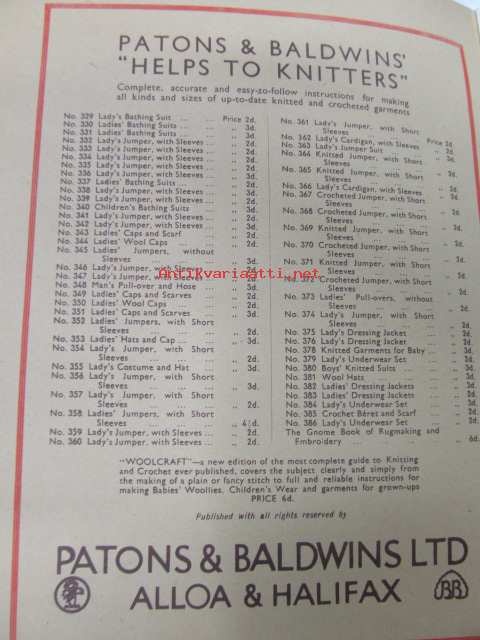 PATONS & BALDWINS'
"HELPS TO KNITTERS"
Complete, accurate and easy-to-follow instructions for making
all kinds and sizes of up-to-date knitted and crocheted garments
No. 329 Lady's Bathing Suit ... ... Price 2d.
No. 330 Ladies' Bathing Suits ... ... ,, 3d.
No. 331 Ladies' Bathing Suits ... ... ,, 3d.
No. 332 Lady's Jumper, with Sleeves ... ,, 2d.
No. 333 Lady's Jumper, with Sleeves ... ,, 2d.
No. 334 Lady's Jumper, with Sleeves ... ,, 2d.
No. 335 Lady's Jumper, with Sleeves ... ,, 2d.
No. 336 Lady's Jumper, with Sleeves ... ,, 3d.
No. 337 Ladies' Bathing Suits ... ... ,, 2d.
No. 338 Lady's Jumper, with Sleeves ... ,, 2d.
No. 339 Lady's Jumper, with Sleeves ... ,, 2d.
No. 340 Children's Bathing Suits ... ,, 3d.
No. 341 Lady's Jumper, with Sleeves ... ,, 2d.
No. 342 Lady's Jumper, with Sleeves ... ,, 3d.
No. 343 Ladies' Caps and Scarf ... ,, 2d.
No. 344 Ladies' Wool Caps ... ... ,, 2d.
No. 345 Ladies' Jumpers, without
Sleeves ... ... ... ,, 3d.
No. 346 Lady's Jumper, with Sleeves
No. 347 Lady's Jumper, with Sleeves
No. 348 Man's Pull-over and Hose ... ,, 3d.
No. 349 Ladies' Caps and Scarves ... ,, 2d.
No. 350 Ladies' Wool Caps ... ... ,, 2d.
No. 351 Ladies' Caps and Scarves ... ,, 3d.
No. 352 Ladies' Jumpers, with Short
Sleeves ... ... ... ,, 2d.
No. 353 Ladies' Hats and Cap ... ... ,, 3d.
No. 354 Lady's Jumper, with Short
Sleeves ... ... ... ,, 2d.
No. 355 Lady's Costume and Hat ... ,, 3d.
No. 356 Lady's Jumper, with Short
Sleeves ... ... ... ,, 3d.
No. 357 Lady's Jumper, with Short
Sleeves ... ... ... ,, 2d.
No. 358 Ladies' Jumpers, with Short
Sleeves ... ... ... ,, 4½d.
No. 359 Lady's Jumper, with Sleeves ... ,, 2d.
No. 360 Lady's Jumper, with Sleeves ... ,, 2d.
No. 361 Lady's Jumper, with Short
Sleeves ... ... Price 2d.
No. 362 Lady's Cardigan, with Sleeves ,, 2d.
No. 363 Lady's Jumper Suit ... ,, 3d.
No. 364 Knitted Jumper, with Short
Sleeves ... ... ... ,, 3d.
No. 365 Knitted Jumper, with Short
Sleeves
No. 366 Lady's Cardigan, with Sleeves ,, 2d.
No. 367 Crocheted Jumper, with Short
Sleeves ... ... ... ,, 2d.
No. 368 Crocheted Jumper, with Short
Sleeves
No. 369 Knitted Jumper, with Short
Sleeves
No. 370 Crocheted Jumper, with Short
Sleeves
No. 371 Knitted Jumper, with Short
Sleeves
No. 372 Crocheted Jumper, with Short
Sleeves ... ... ... ,, 2d.
No. 373 Ladies' Pull-overs, without
Sleeves
No. 374 Lady's Jumper, with Short
Sleeves
No. 375 Lady's Dressing Jacket
No. 376 Lady's Dressing Jacket ... ,, 2d.
No. 378 Knitted Garments for Baby ... ,, 3d.
No. 379 Lady's Underwear Set
No. 380 Boys' Knitted Suits ... ... ,, 3d.
No. 381 Wool Hats
No. 382 Ladies' Dressing Jackets
No. 383 Ladies' Dressing Jackets
No. 384 Lady's Underwear Set
No. 385 Crochet Béret and Scarf
No. 386 Lady's Underwear Set
The Gnome Book of Rugmaking and
Embroidery ... ... ... ,, 6d.
Antikvariaatti.net
"WOOLCRAFT"—a new edition of the most complete guide to Knitting
and Crochet ever published, covers the subject clearly and simply from
the making of a plain or fancy stitch to full and reliable instructions for
making Babies' Woollies, Children's Wear and garments for grown-ups
PRICE 6d.
Published with all rights reserved by
PATONS & BALDWINS LTD
ALLOA & HALIFAX
BB